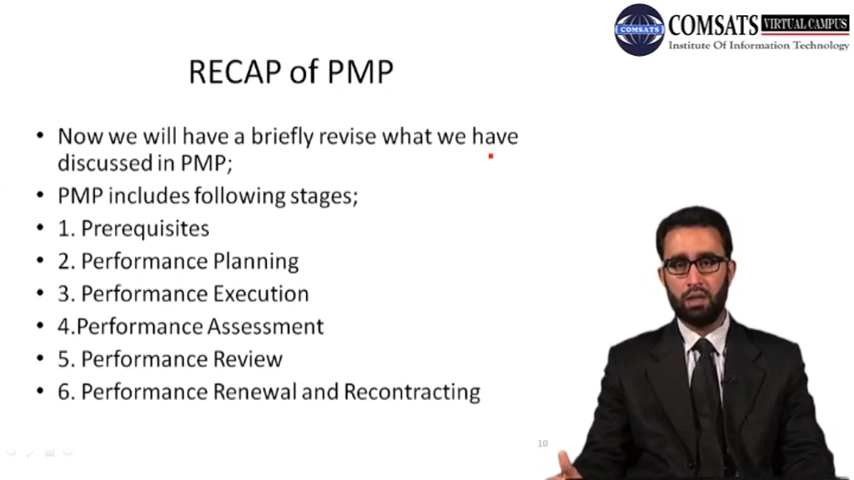 COMSATS VIRTUAL CAMPUS
COMSATS
Institute Of Information Technology
RECAP of PMP
• Now we will have a briefly revise what we have
discussed in PMP;
• PMP includes following stages;
• 1. Prerequisites
• 2. Performance Planning
• 3. Performance Execution
• 4.Performance Assessment
• 5. Performance Review
• 6. Performance Renewal and Recontracting
10